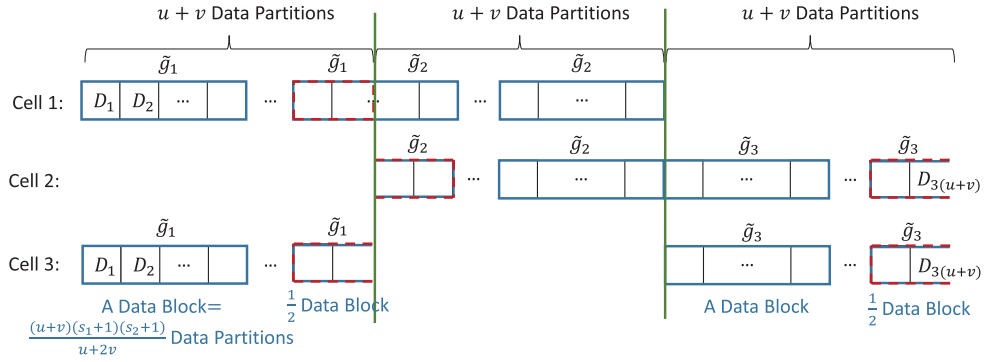 u + v Data Partitions u + v Data Partitions u + v Data Partitions
g̃₁ g̃₁ g̃₂ g̃₂
Cell 1: D₁ D₂ ... ... ... ... ...
g̃₂ g̃₂ g̃₃ g̃₃
Cell 2: ... ... ... ... D₃₍ᵤ₊ᵥ₎
g̃₁ g̃₁ g̃₃ g̃₃
Cell 3: D₁ D₂ ... ... ... ... D₃₍ᵤ₊ᵥ₎
A Data Block= 1/2 Data Block A Data Block 1/2 Data Block
(u+v)(s₁+1)(s₂+1)/u+2v Data Partitions